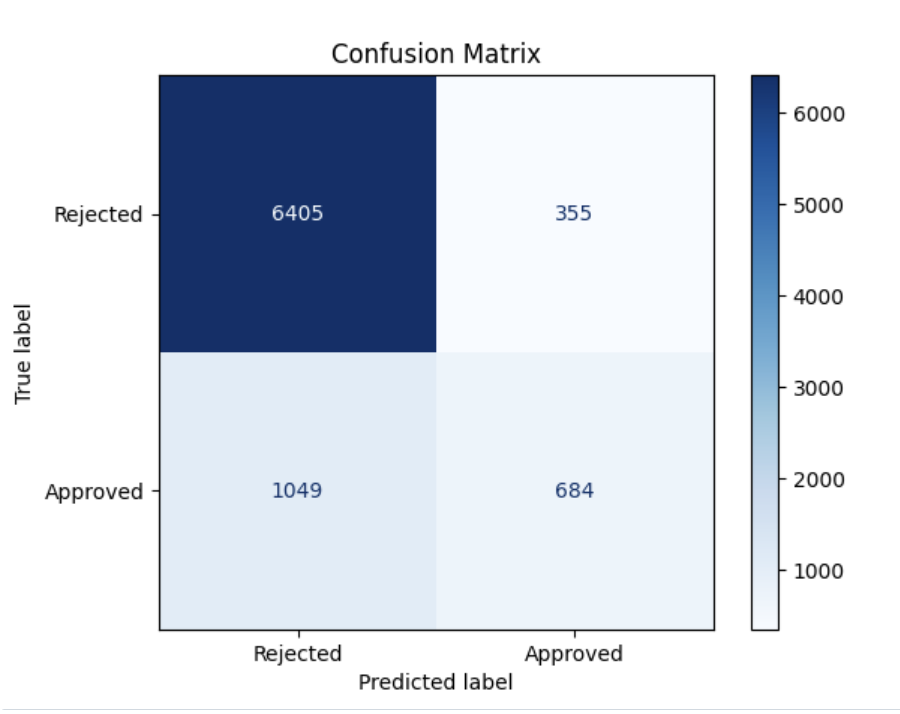 Confusion Matrix
Rejected
6405
355
Approved
1049
684
True label
Rejected
Approved
Predicted label
6000
5000
4000
3000
2000
1000